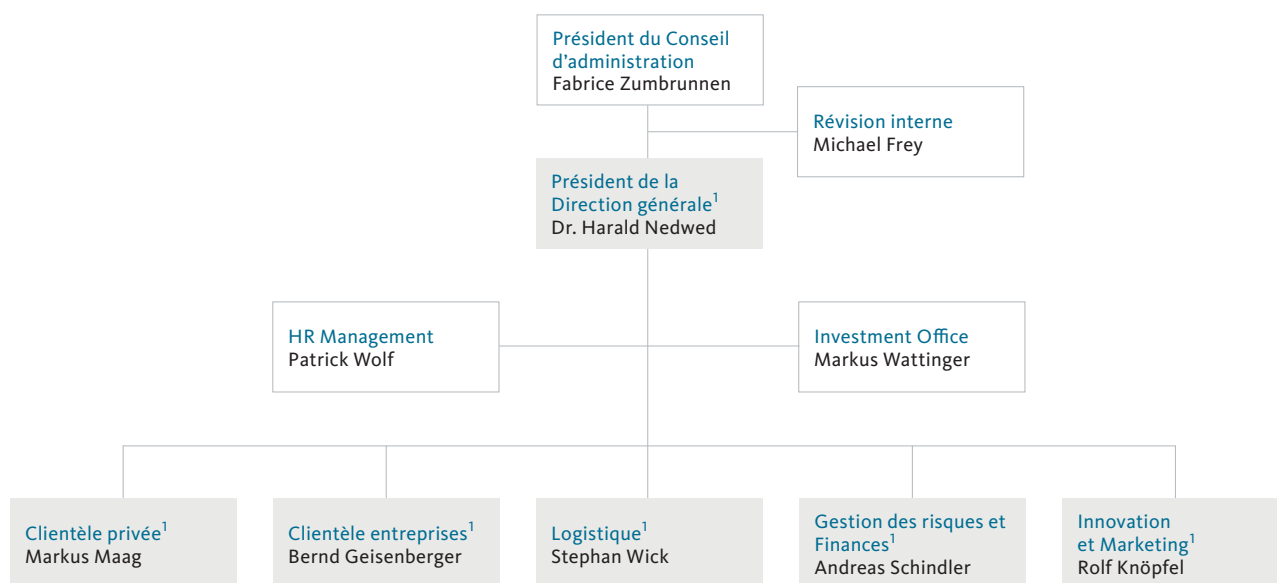 Président du Conseil
d’administration
Fabrice Zumbrunnen
Révision interne
Michael Frey
Président de la
Direction générale¹
Dr. Harald Nedwed
HR Management
Patrick Wolf
Investment Office
Markus Wattinger
Clientèle privée¹
Markus Maag
Clientèle entreprises¹
Bernd Geisenberger
Logistique¹
Stephan Wick
Gestion des risques et
Finances¹
Andreas Schindler
Innovation
et Marketing¹
Rolf Knöpfel